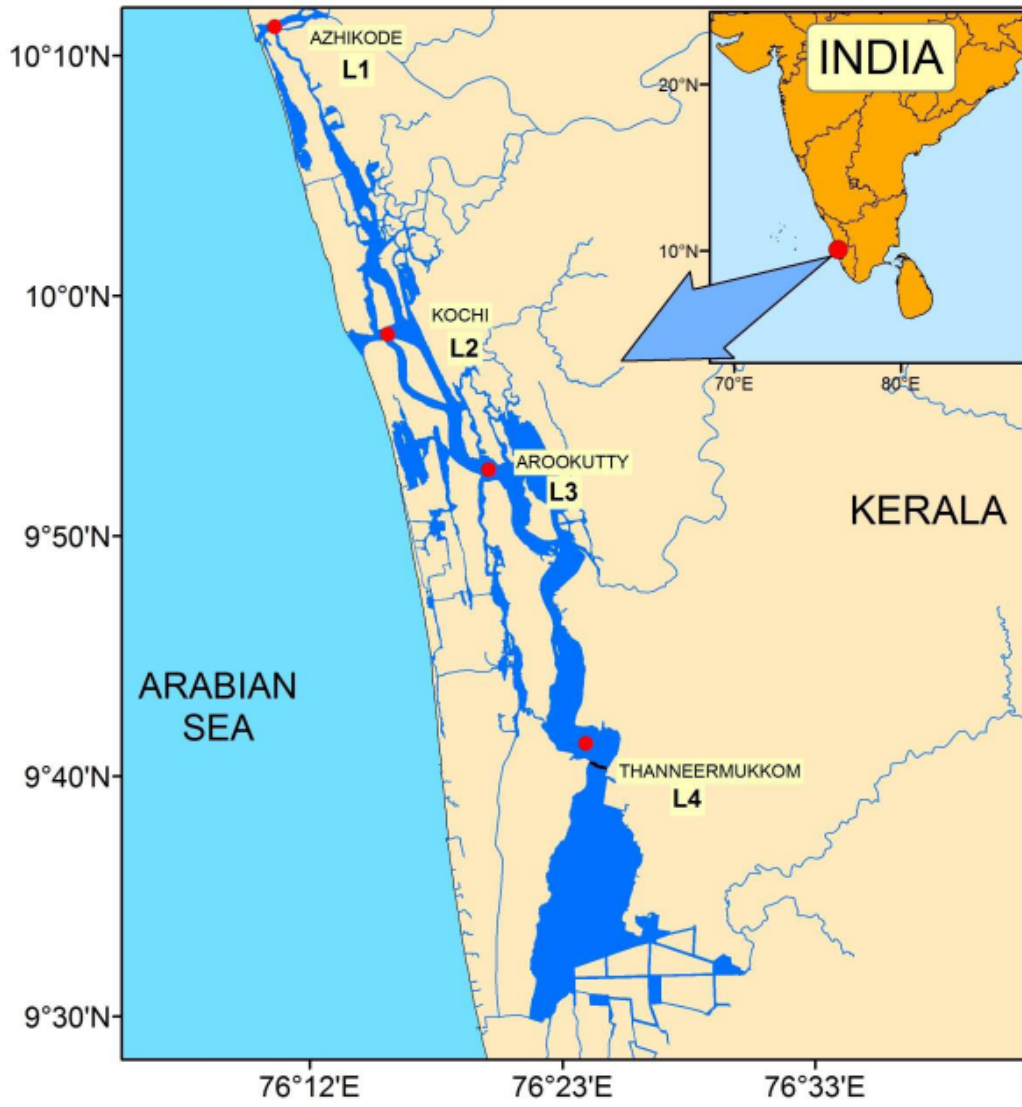 10°10'N
10°0'N
9°50'N
9°40'N
9°30'N
76°12'E
76°23'E
76°33'E
AZHIKODE
L1
KOCHI
L2
AROOKUTTY
L3
THANNEERMUKKOM
L4
KERALA
ARABIAN
SEA
INDIA
20°N
10°N
70°E
80°E